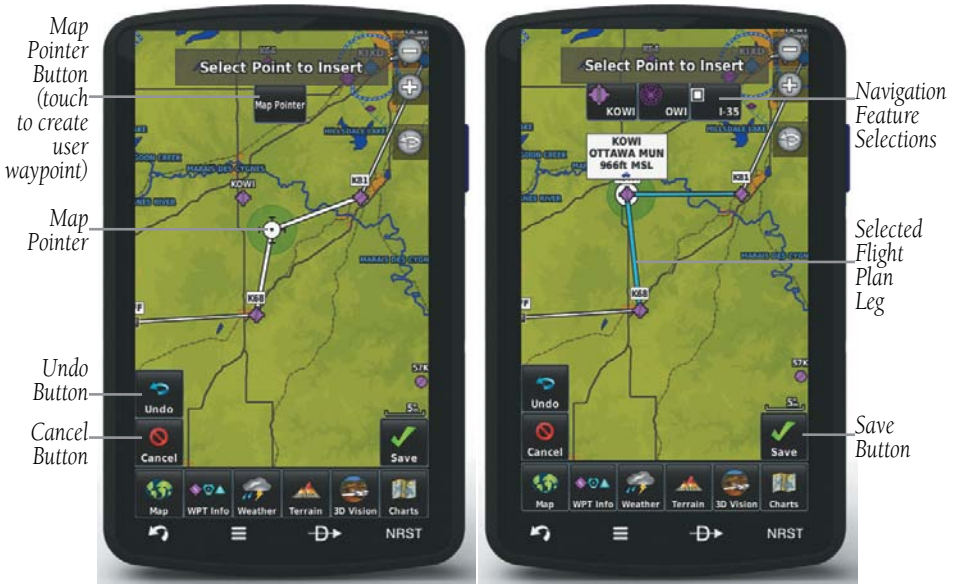 Map
Pointer
Button
(touch
to create
user
waypoint)
Map
Pointer
Undo
Button
Cancel
Button
Select Point to Insert
Map Pointer
HILLSDALE LAKE
MARAIS DES CYGNES
KOWI
K81
K68
FF
57K
Undo
Cancel
Save
Map
WPT Info
Weather
Terrain
3D Vision
Charts
NRST
Select Point to Insert
KOWI
OWI
I-35
KOWI
OTTAWA MUN
966ft MSL
K81
K68
57K
Undo
Cancel
Save
Map
WPT Info
Weather
Terrain
3D Vision
Charts
NRST
Navigation
Feature
Selections
Selected
Flight
Plan
Leg
Save
Button